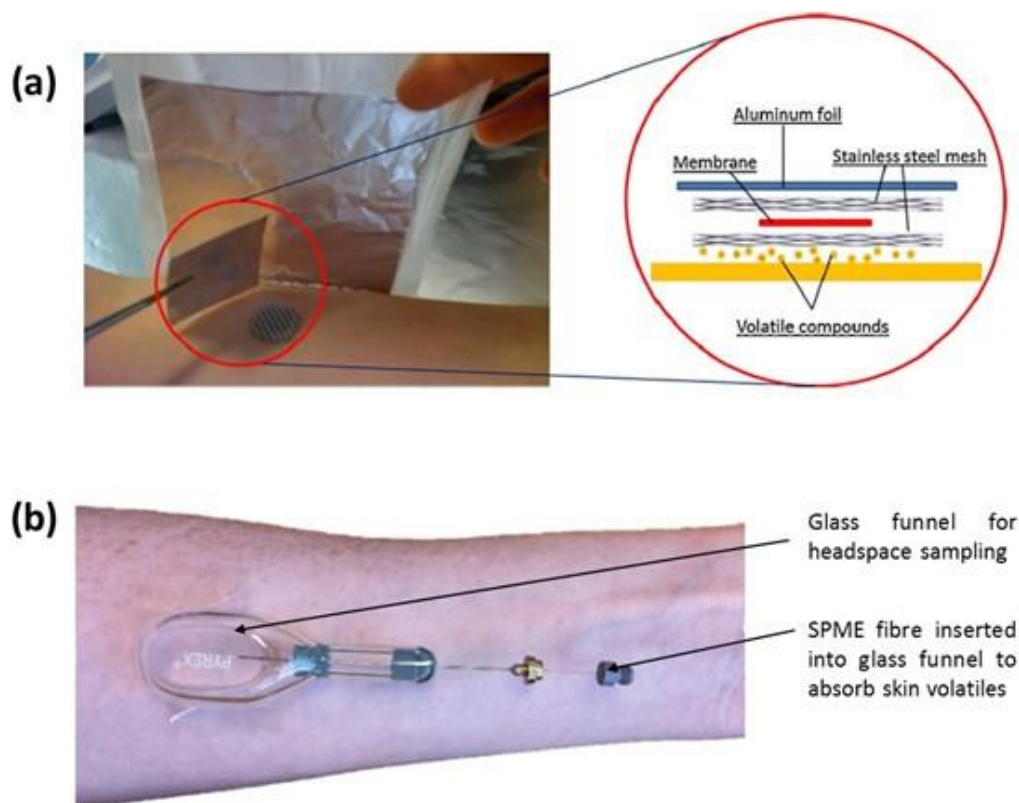 (a)
Aluminum foil
Membrane
Stainless steel mesh
Volatile compounds
(b)
Glass funnel for
headspace sampling
PYREX®
SPME fibre inserted
into glass funnel to
absorb skin volatiles